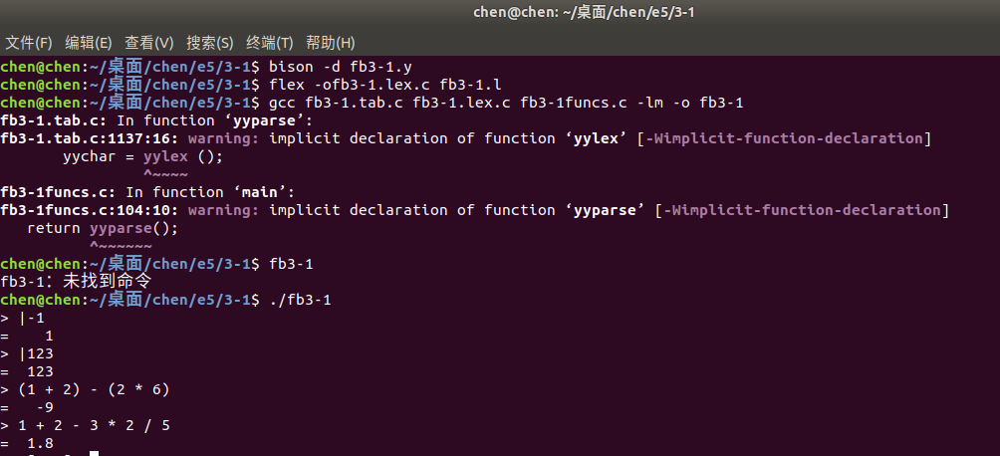 chen@chen: ~/桌面/chen/e5/3-1
文件(F) 编辑(E) 查看(V) 搜索(S) 终端(T) 帮助(H)
chen@chen:~/桌面/chen/e5/3-1$ bison -d fb3-1.y
chen@chen:~/桌面/chen/e5/3-1$ flex -ofb3-1.lex.c fb3-1.l
chen@chen:~/桌面/chen/e5/3-1$ gcc fb3-1.tab.c fb3-1.lex.c fb3-1funcs.c -lm -o fb3-1
fb3-1.tab.c: In function ‘yyparse’:
fb3-1.tab.c:1137:16: warning: implicit declaration of function ‘yylex’ [-Wimplicit-function-declaration]
yychar = yylex ();
^~~~~
fb3-1funcs.c: In function ‘main’:
fb3-1funcs.c:104:10: warning: implicit declaration of function ‘yyparse’ [-Wimplicit-function-declaration]
return yyparse();
^~~~~~~
chen@chen:~/桌面/chen/e5/3-1$ fb3-1
fb3-1：未找到命令
chen@chen:~/桌面/chen/e5/3-1$ ./fb3-1
> |-1
= 1
> |123
= 123
> (1 + 2) - (2 * 6)
= -9
> 1 + 2 - 3 * 2 / 5
= 1.8